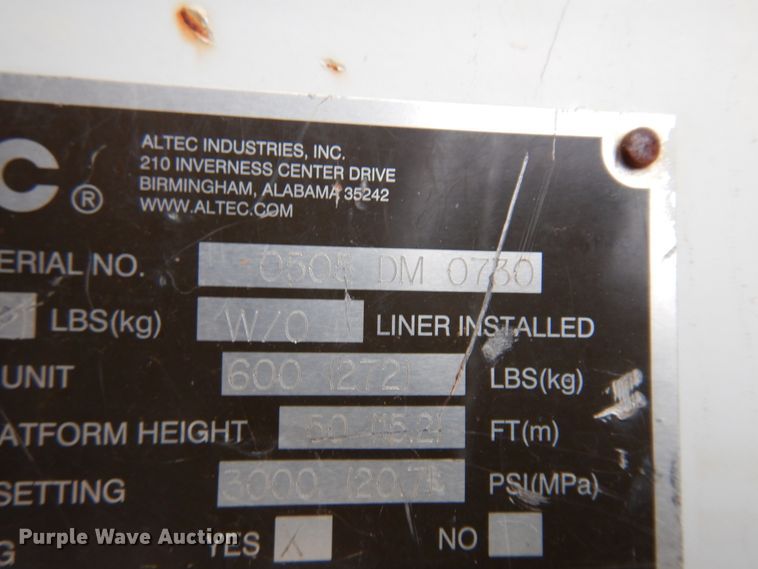 C ®
ALTEC INDUSTRIES, INC.
210 INVERNESS CENTER DRIVE
BIRMINGHAM, ALABAMA 35242
WWW.ALTEC.COM
ERIAL NO. 0505 DM 0730
LBS(kg) W/O LINER INSTALLED
UNIT 600 (272) LBS(kg)
ATFORM HEIGHT 50 (15.2) FT(m)
SETTING 3000 (20.7) PSI(MPa)
G YES X NO
Purple Wave Auction